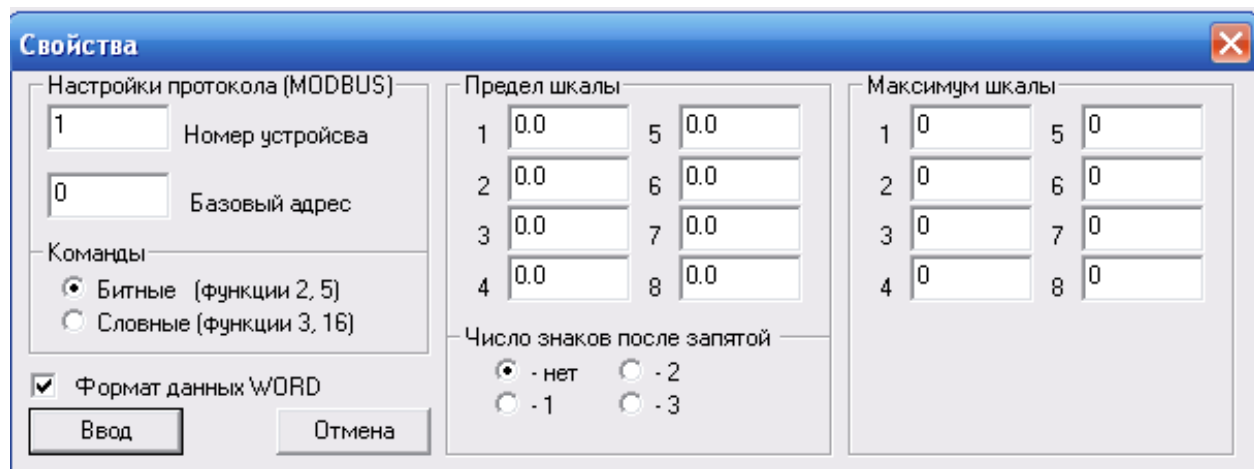 Свойства
Настройки протокола (MODBUS)
1 Номер устройсва
0 Базовый адрес
Команды
Битные (функции 2, 5)
Словные (функции 3, 16)
Формат данных WORD
Ввод Отмена
Предел шкалы
1 0.0 5 0.0
2 0.0 6 0.0
3 0.0 7 0.0
4 0.0 8 0.0
Число знаков после запятой
- нет - 2
- 1 - 3
Максимум шкалы
1 0 5 0
2 0 6 0
3 0 7 0
4 0 8 0